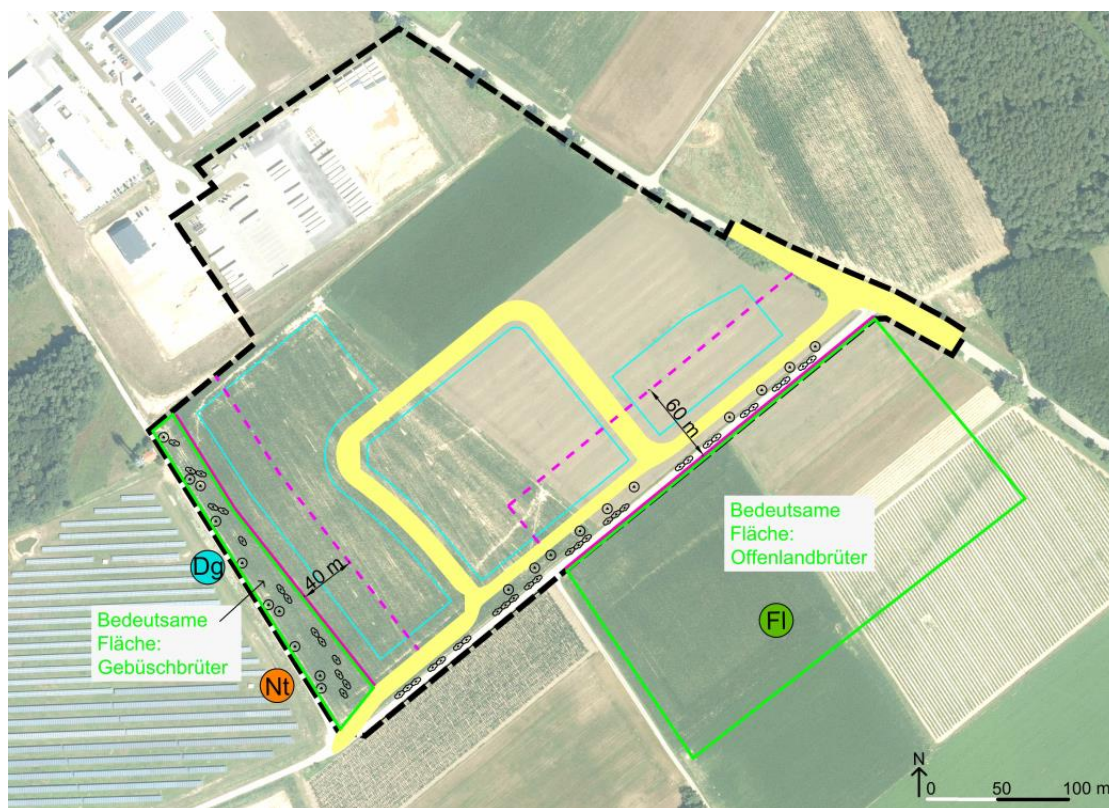 60 m
Bedeutsame
Fläche:
Offenlandbrüter
Dg
40 m
Bedeutsame
Fläche:
Gebüschbrüter
Fl
Nt
N
0 50 100 m